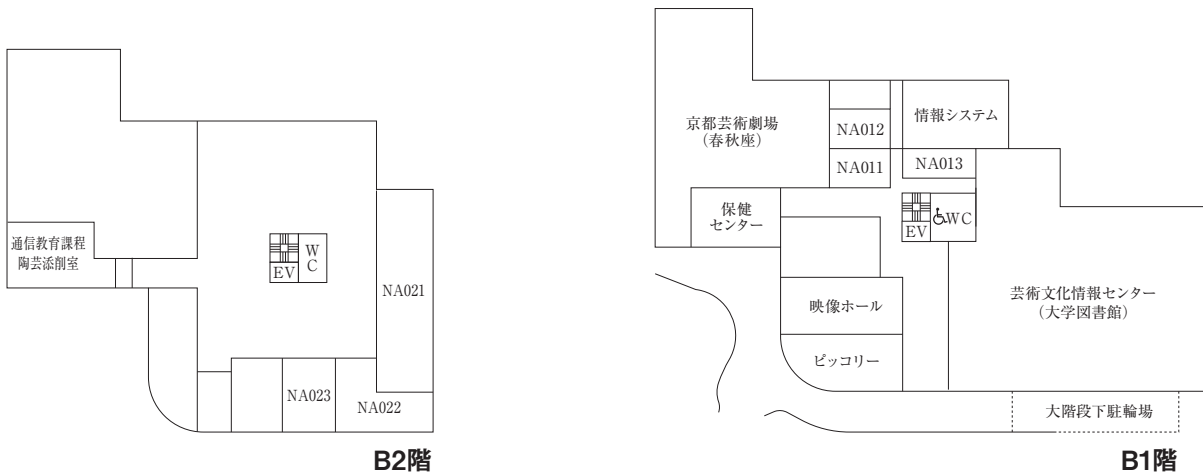 通信教育課程
陶芸添削室
EV
W
C
NA021
NA023
NA022
B2階
京都芸術劇場
（春秋座）
NA012
情報システム
NA011
NA013
保健
センター
EV
WC
映像ホール
芸術文化情報センター
（大学図書館）
ピッコリー
大階段下駐輪場
B1階